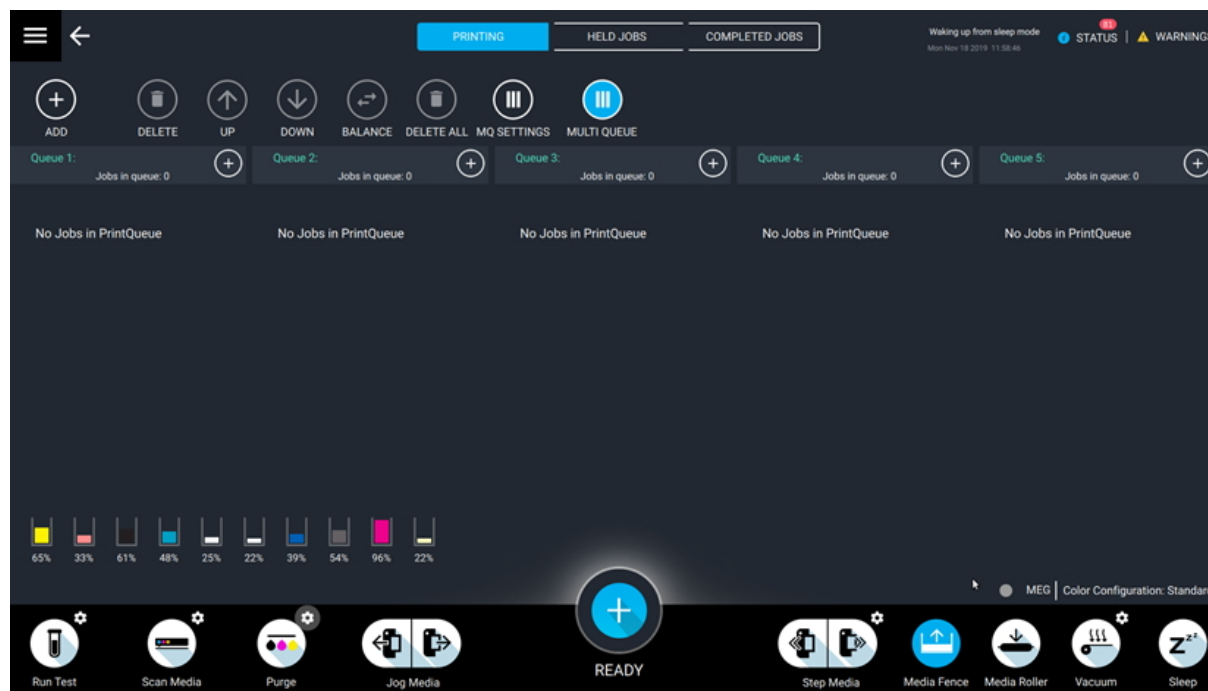 PRINTING HELD JOBS COMPLETED JOBS
Waking up from sleep mode
Mon Nov 18 2019 11:58:46
81
STATUS | WARNINGS
ADD DELETE UP DOWN BALANCE DELETE ALL MQ SETTINGS MULTI QUEUE
Queue 1: Queue 2: Queue 3: Queue 4: Queue 5:
Jobs in queue: 0 Jobs in queue: 0 Jobs in queue: 0 Jobs in queue: 0 Jobs in queue: 0
No Jobs in PrintQueue No Jobs in PrintQueue No Jobs in PrintQueue No Jobs in PrintQueue No Jobs in PrintQueue
65% 33% 61% 48% 25% 22% 39% 54% 96% 22%
MEG Color Configuration: Standar
READY
Run Test Scan Media Purge Jog Media Step Media Media Fence Media Roller Vacuum Sleep